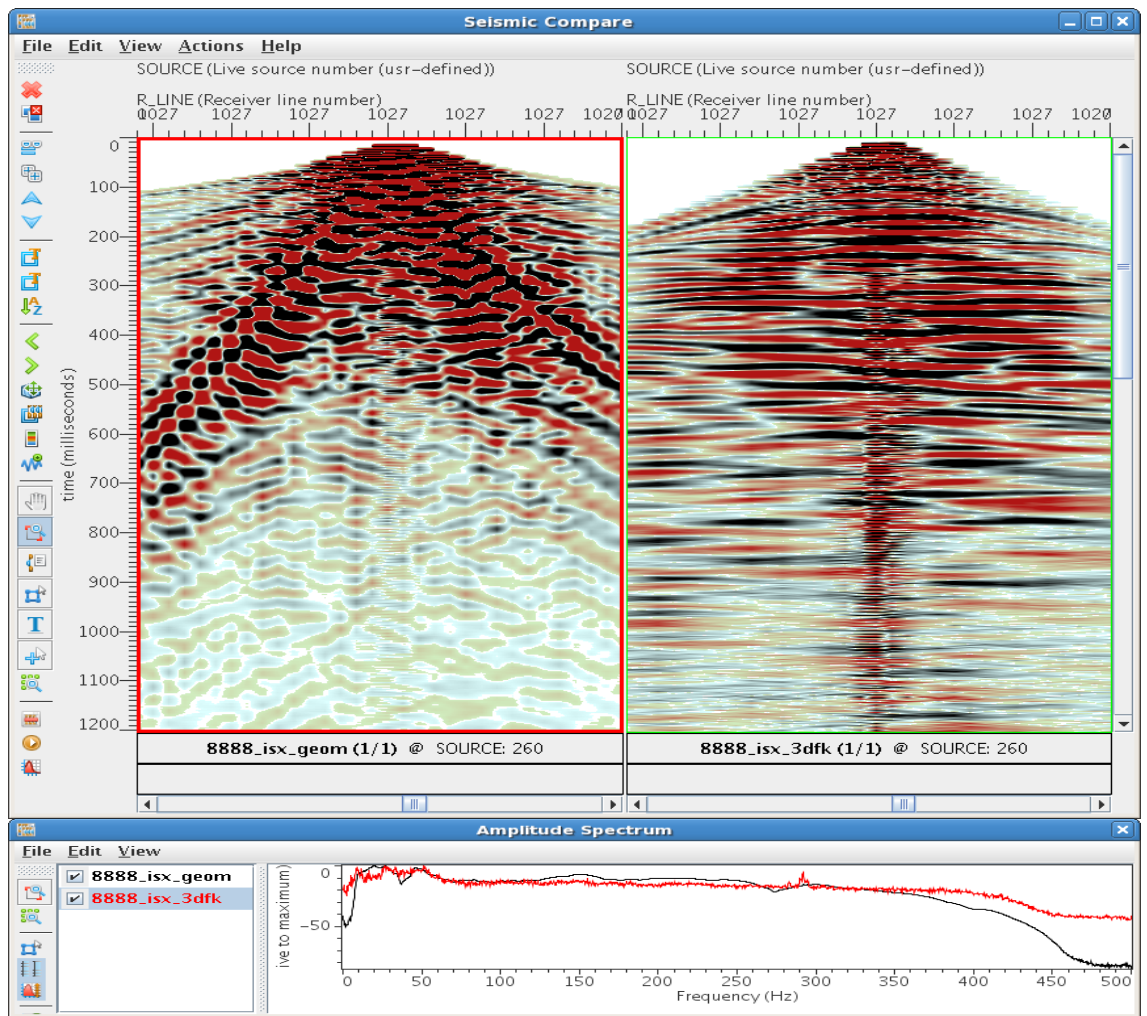 Seismic Compare
File Edit View Actions Help
SOURCE (Live source number (usr-defined)) SOURCE (Live source number (usr-defined))
R_LINE (Receiver line number) R_LINE (Receiver line number)
1027 1027 1027 1027 1027 1027 1027 1027 1027 1027 1027 1027
time (milliseconds)
0
100
200
300
400
500
600
700
800
900
1000
1100
1200
8888_isx_geom (1/1) @ SOURCE: 260 8888_isx_3dfk (1/1) @ SOURCE: 260
Amplitude Spectrum
File Edit View
8888_isx_geom
8888_isx_3dfk
ive to maximum)
0
-50
0 50 100 150 200 250 300 350 400 450 500
Frequency (Hz)